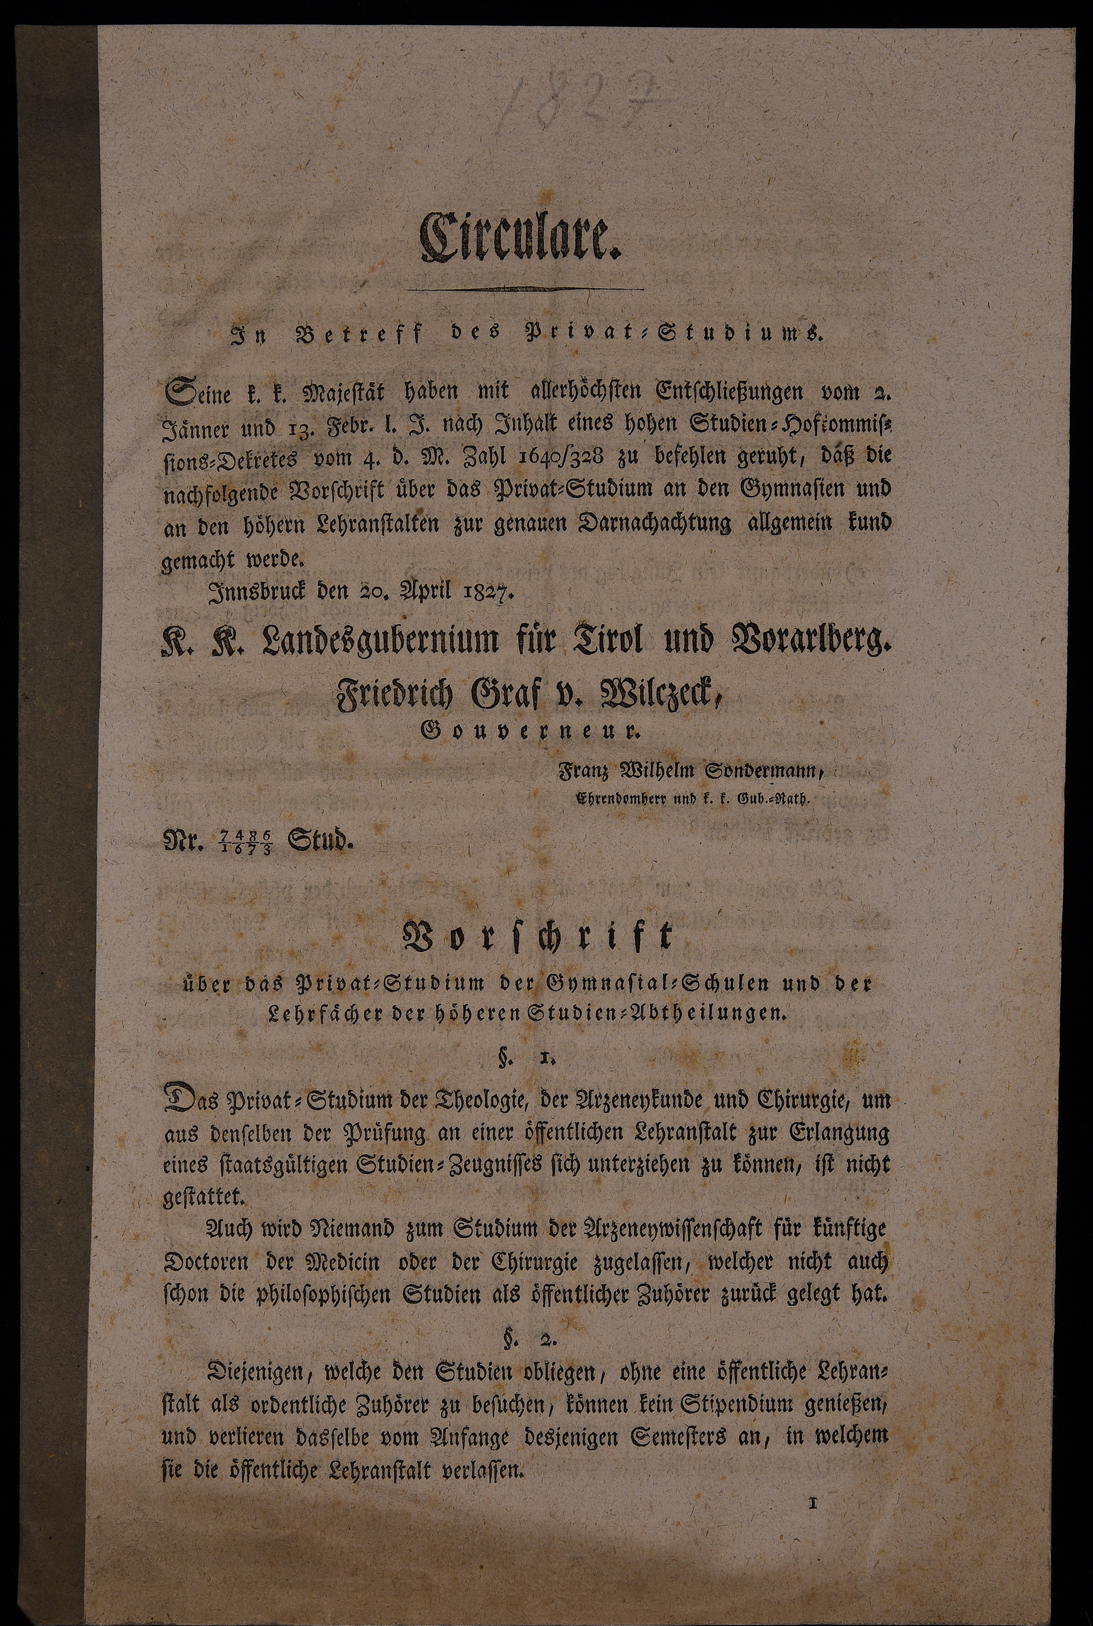 1827
Circulare.
In Betreff des Privat-Studiums.
Seine k. k. Majestät haben mit allerhöchsten Entschließungen vom 2.
Jänner und 13. Febr. l. J. nach Inhalt eines hohen Studien-Hofcommis-
sions-Dekretes vom 4. d. M. Zahl 1640/328 zu befehlen geruht, daß die
nachfolgende Vorschrift über das Privat-Studium an den Gymnasien und
an den höhern Lehranstalten zur genauen Darnachachtung allgemein kund
gemacht werde.
Innsbruck den 20. April 1827.
K. K. Landesgubernium für Tirol und Vorarlberg.
Friedrich Graf v. Wilczeck,
Gouverneur.
Franz Wilhelm Sondermann,
Ehrendomherr und k. k. Gub.-Rath.
Nr. 7486/1673 Stud.
Vorschrift
über das Privat-Studium der Gymnasial-Schulen und der
Lehrfächer der höheren Studien-Abtheilungen.
§. 1.
Das Privat-Studium der Theologie, der Arzeneykunde und Chirurgie, um
aus denselben der Prüfung an einer öffentlichen Lehranstalt zur Erlangung
eines staatsgültigen Studien-Zeugnisses sich unterziehen zu können, ist nicht
gestattet.
Auch wird Niemand zum Studium der Arzeneywissenschaft für künftige
Doctoren der Medicin oder der Chirurgie zugelassen, welcher nicht auch
schon die philosophischen Studien als öffentlicher Zuhörer zurück gelegt hat.
§. 2.
Diejenigen, welche den Studien obliegen, ohne eine öffentliche Lehran-
stalt als ordentliche Zuhörer zu besuchen, können kein Stipendium genießen,
und verlieren dasselbe vom Anfange desjenigen Semesters an, in welchem
sie die öffentliche Lehranstalt verlassen.
1